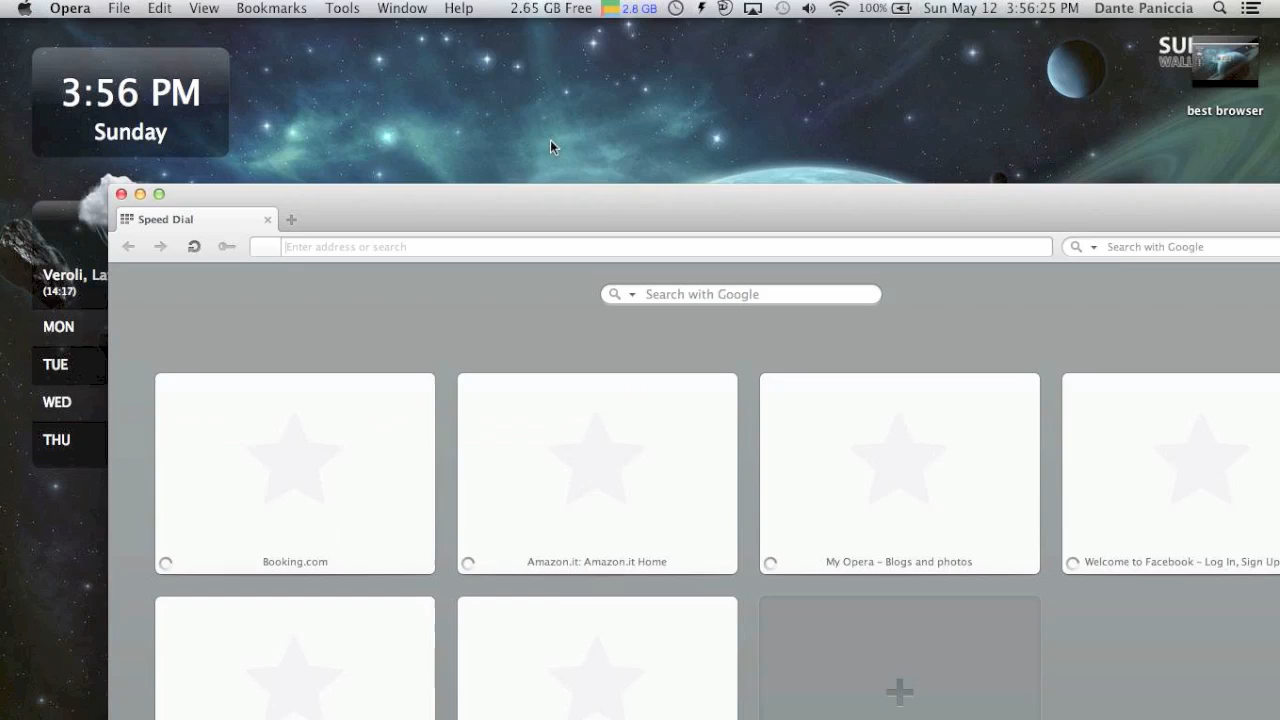 Opera File Edit View Bookmarks Tools Window Help 2.65 GB Free 2.8 GB 100% Sun May 12 3:56:25 PM Dante Paniccia
3:56 PM
Sunday
best browser
Speed Dial
Enter address or search
Search with Google
Veroli,
(14:17)
Search with Google
MON
TUE
WED
THU
Booking.com
Amazon.it: Amazon.it Home
My Opera – Blogs and photos
Welcome to Facebook – Log In, Sign Up